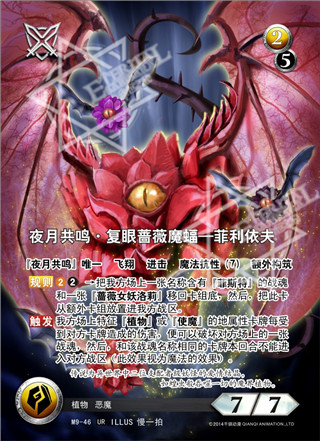 2
5
夜月共鸣·复眼蔷薇魔蝠—菲利依夫
『夜月共鸣』唯一 飞翔 进击 魔法抗性(7) 额外构筑
规则 2 2 一把我方场上一张名称含有「菲斯特」的战魂
和一张「蔷薇女妖洛莉」移回卡组底,然后,把此卡
从额外卡组放置进我方战区。
触发 我方场上特征『植物』或『使魔』的地属性卡牌每受
到对方卡牌造成的伤害,便可以破坏对方场上的一张
战魂,然后,和该战魂名称相同的卡牌本回合不能进
入对方战区(此效果视为魔法的效果)。
植物 恶魔
7 7
M9-46 UR ILLUS 慢一拍
©2014千骐动漫 QIANQI ANIMATION.,LTD